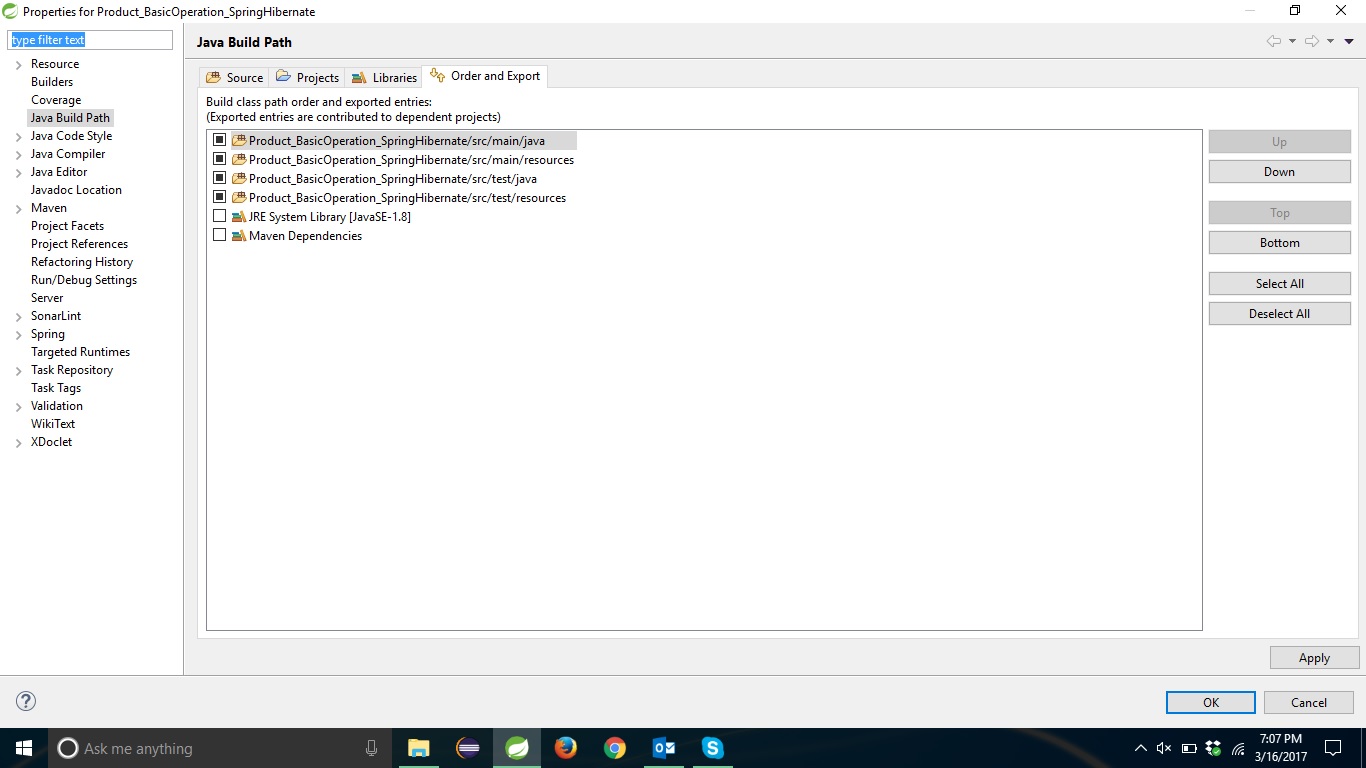 Properties for Product_BasicOperation_SpringHibernate
type filter text
Resource
Builders
Coverage
Java Build Path
Java Code Style
Java Compiler
Java Editor
Javadoc Location
Maven
Project Facets
Project References
Refactoring History
Run/Debug Settings
Server
SonarLint
Spring
Targeted Runtimes
Task Repository
Task Tags
Validation
WikiText
XDoclet
Java Build Path
Source Projects Libraries Order and Export
Build class path order and exported entries:
(Exported entries are contributed to dependent projects)
Product_BasicOperation_SpringHibernate/src/main/java
Product_BasicOperation_SpringHibernate/src/main/resources
Product_BasicOperation_SpringHibernate/src/test/java
Product_BasicOperation_SpringHibernate/src/test/resources
JRE System Library [JavaSE-1.8]
Maven Dependencies
Up
Down
Top
Bottom
Select All
Deselect All
Apply
OK Cancel
Ask me anything
7:07 PM
3/16/2017